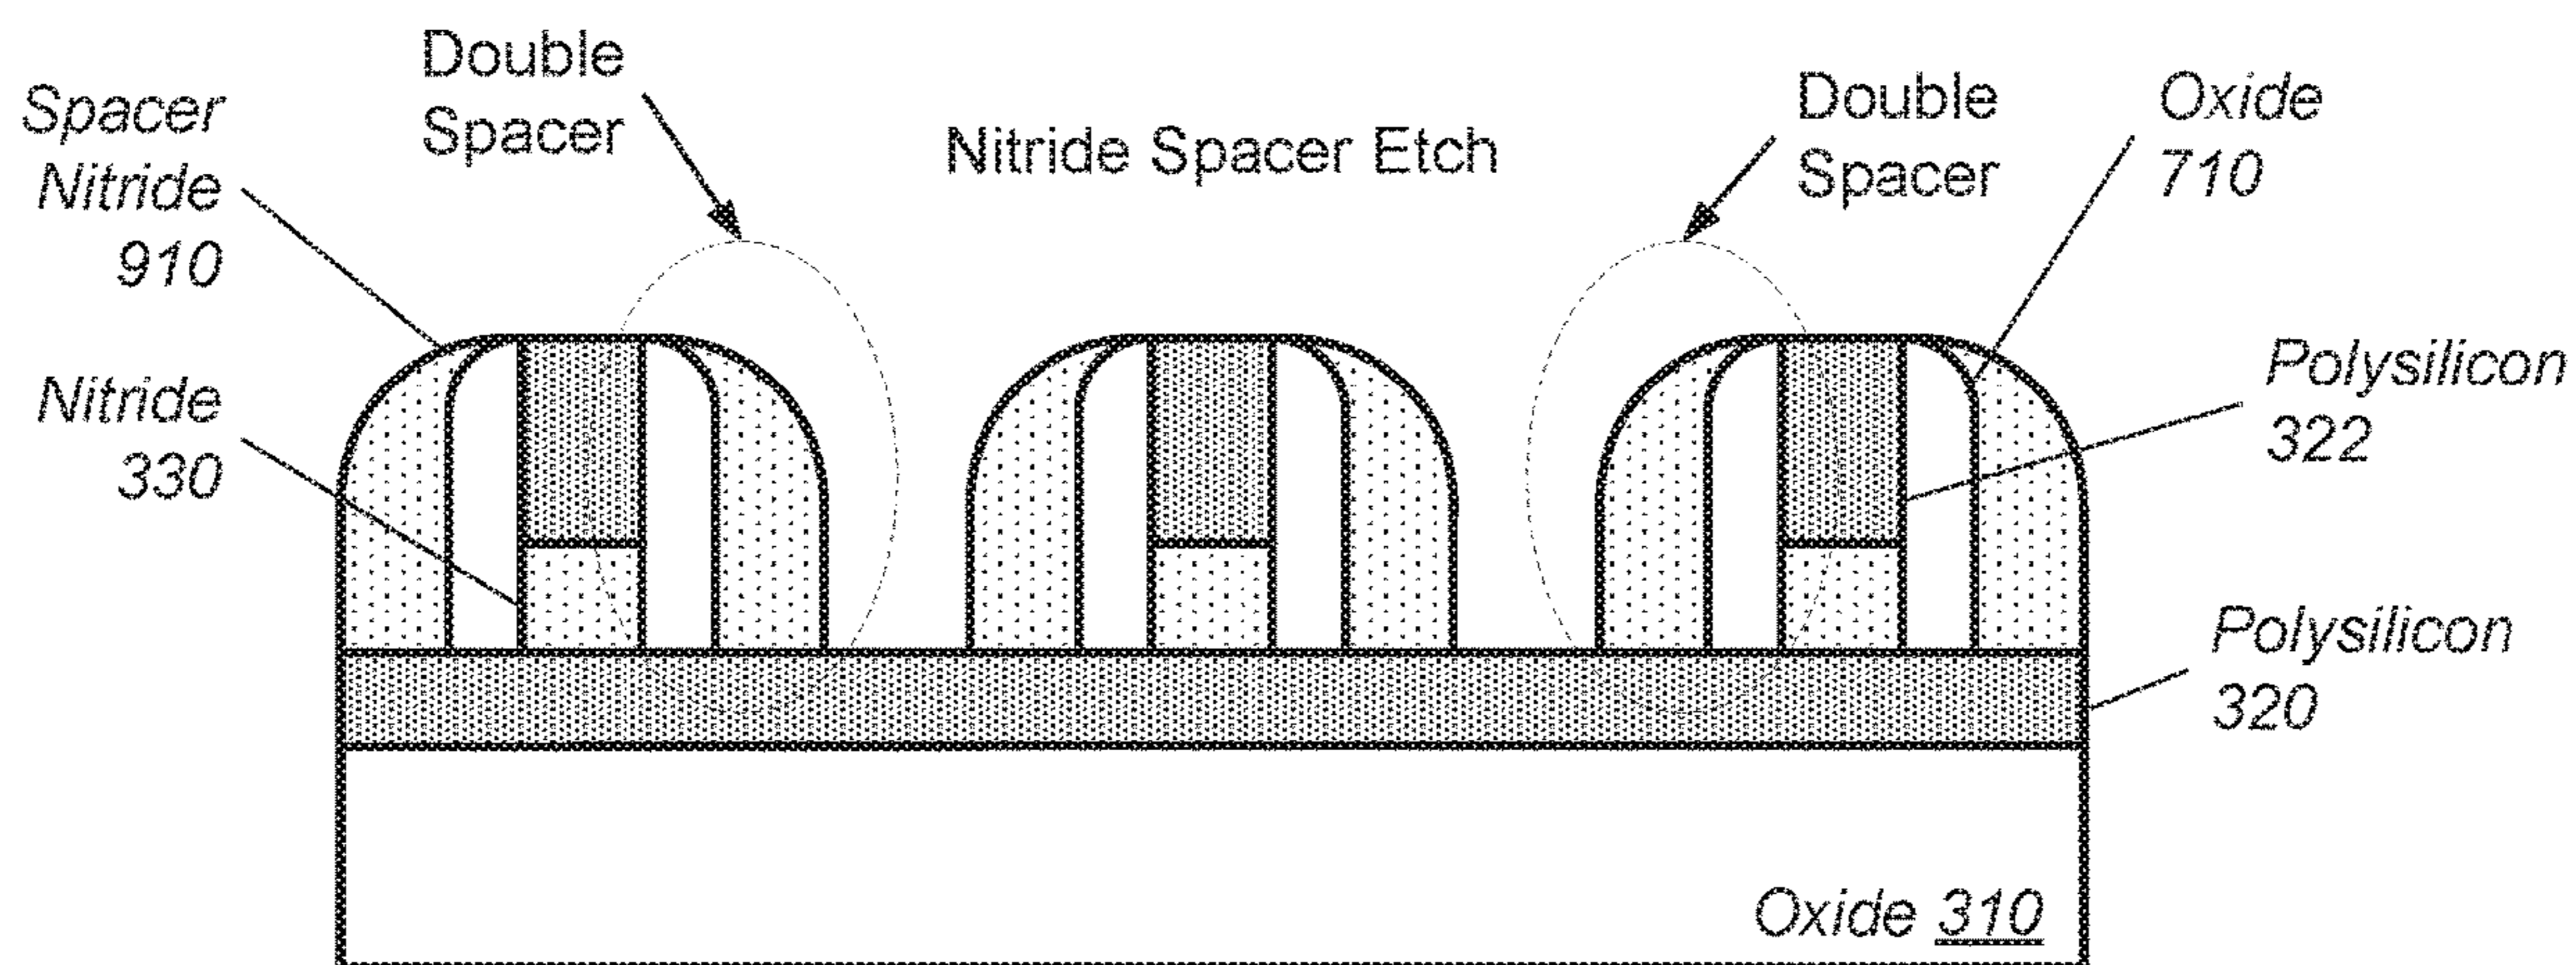 Spacer
Nitride
910
Double
Spacer
Nitride Spacer Etch
Double
Spacer
Oxide
710
Nitride
330
Polysilicon
322
Polysilicon
320
Oxide 310